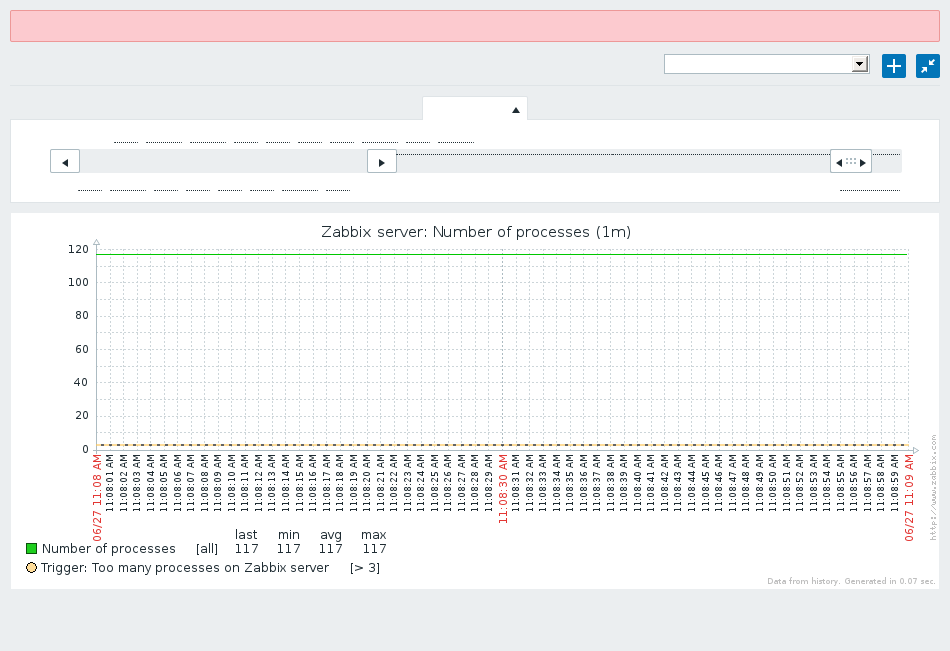 Zabbix server: Number of processes (1m)
120
100
80
60
40
20
0
06/27 11:08 AM
11:08:01 AM
11:08:02 AM
11:08:03 AM
11:08:04 AM
11:08:05 AM
11:08:06 AM
11:08:07 AM
11:08:08 AM
11:08:09 AM
11:08:10 AM
11:08:11 AM
11:08:12 AM
11:08:13 AM
11:08:14 AM
11:08:15 AM
11:08:16 AM
11:08:17 AM
11:08:18 AM
11:08:19 AM
11:08:20 AM
11:08:21 AM
11:08:22 AM
11:08:23 AM
11:08:24 AM
11:08:25 AM
11:08:26 AM
11:08:27 AM
11:08:28 AM
11:08:29 AM
11:08:30 AM
11:08:31 AM
11:08:32 AM
11:08:33 AM
11:08:34 AM
11:08:35 AM
11:08:36 AM
11:08:37 AM
11:08:38 AM
11:08:39 AM
11:08:40 AM
11:08:41 AM
11:08:42 AM
11:08:43 AM
11:08:44 AM
11:08:45 AM
11:08:46 AM
11:08:47 AM
11:08:48 AM
11:08:49 AM
11:08:50 AM
11:08:51 AM
11:08:52 AM
11:08:53 AM
11:08:54 AM
11:08:55 AM
11:08:56 AM
11:08:57 AM
11:08:58 AM
11:08:59 AM
06/27 11:09 AM
http://www.zabbix.com
last min avg max
Number of processes [all] 117 117 117 117
Trigger: Too many processes on Zabbix server [> 3]
Data from history. Generated in 0.07 sec.